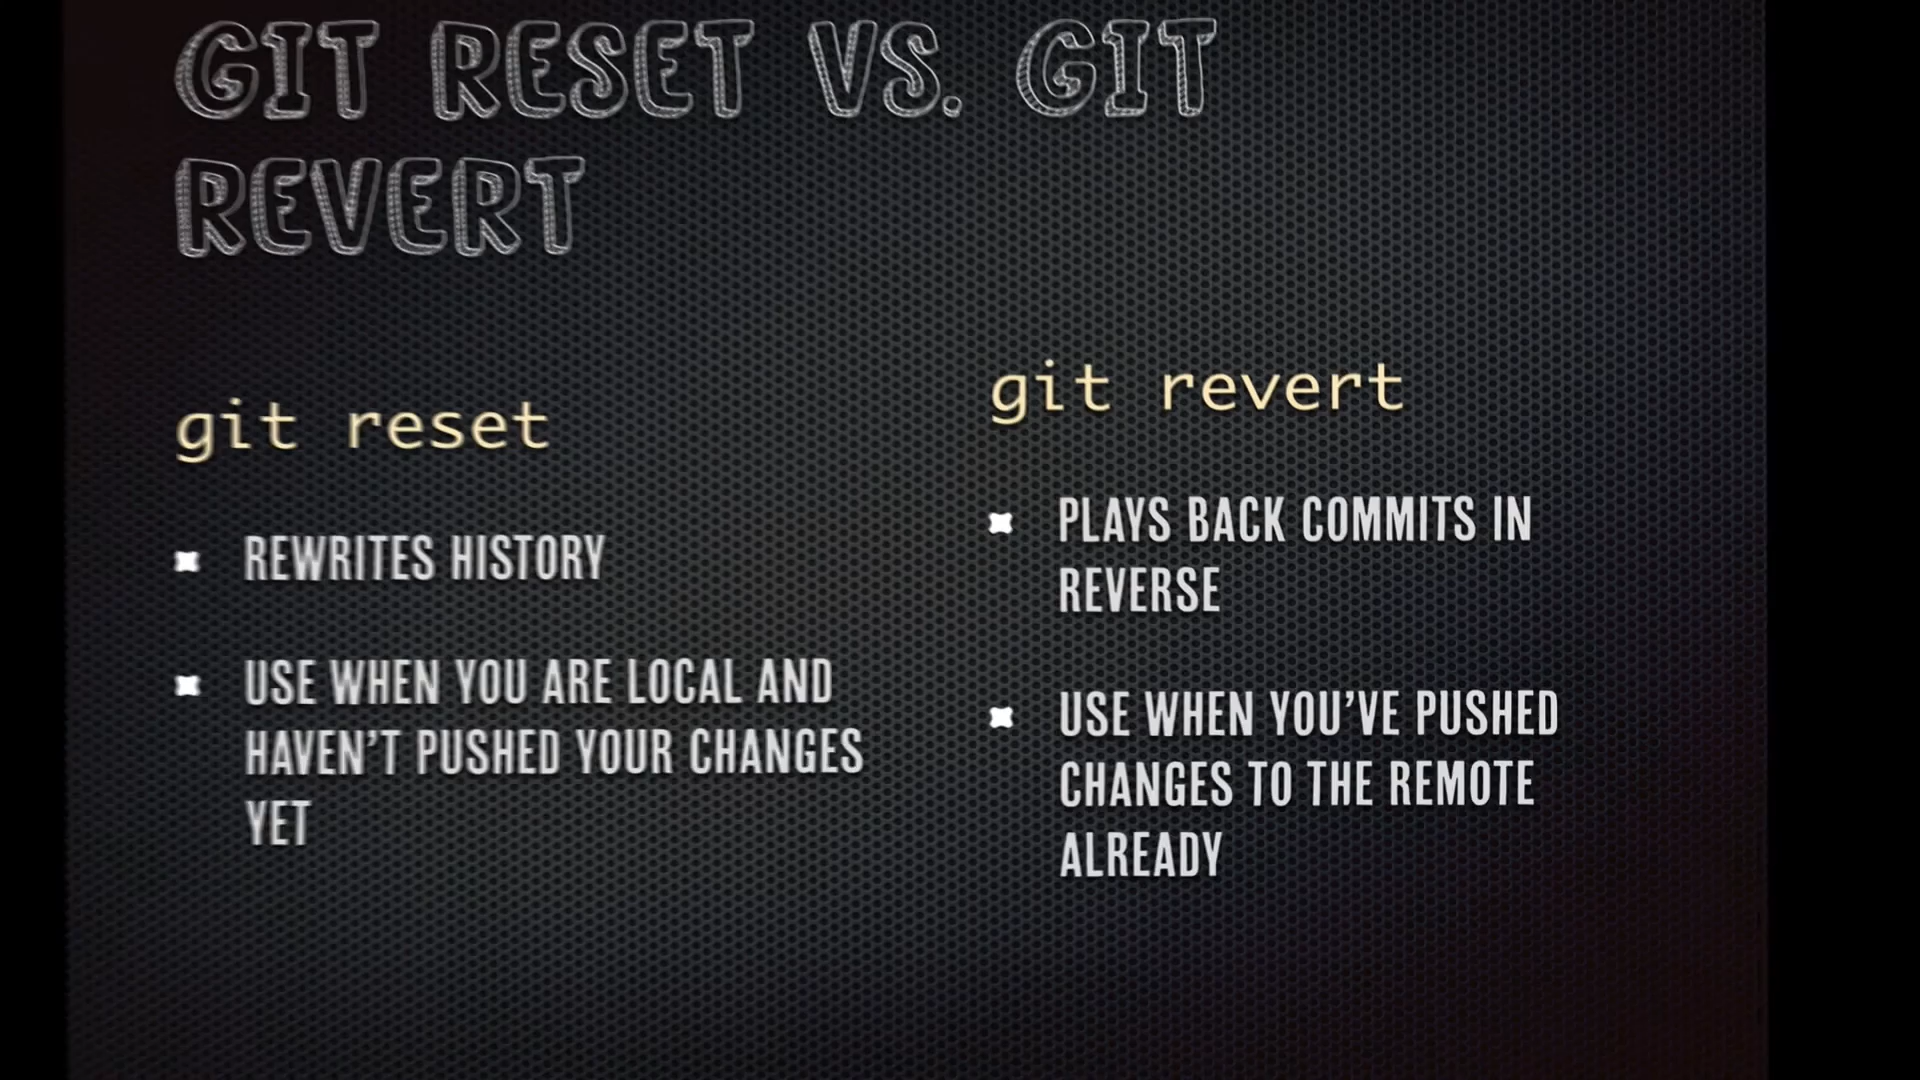 GIT RESET VS. GIT
REVERT
git reset
REWRITES HISTORY
USE WHEN YOU ARE LOCAL AND
HAVEN'T PUSHED YOUR CHANGES
YET
git revert
PLAYS BACK COMMITS IN
REVERSE
USE WHEN YOU'VE PUSHED
CHANGES TO THE REMOTE
ALREADY